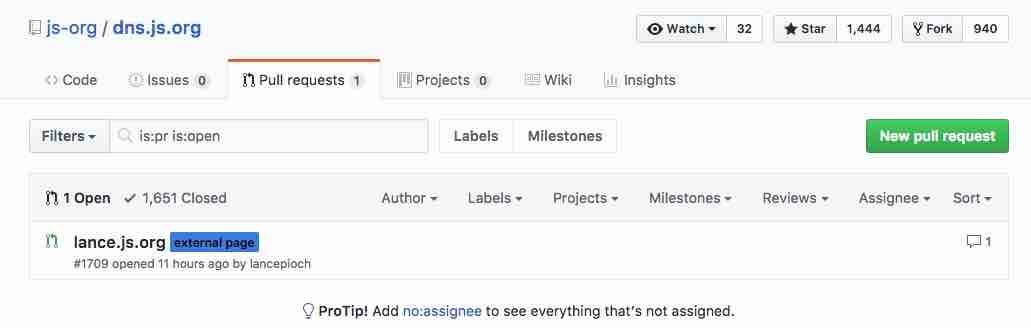 js-org / dns.js.org Watch 32 Star 1,444 Fork 940
Code Issues 0 Pull requests 1 Projects 0 Wiki Insights
Filters is:pr is:open Labels Milestones New pull request
1 Open 1,651 Closed Author Labels Projects Milestones Reviews Assignee Sort
lance.js.org external page 1
#1709 opened 11 hours ago by lancepioch
ProTip! Add no:assignee to see everything that's not assigned.